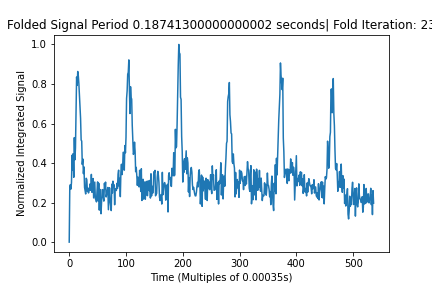 Folded Signal Period 0.18741300000000002 seconds| Fold Iteration: 23
1.0
0.8
0.6
0.4
0.2
0.0
Normalized Integrated Signal
0 100 200 300 400 500
Time (Multiples of 0.00035s)